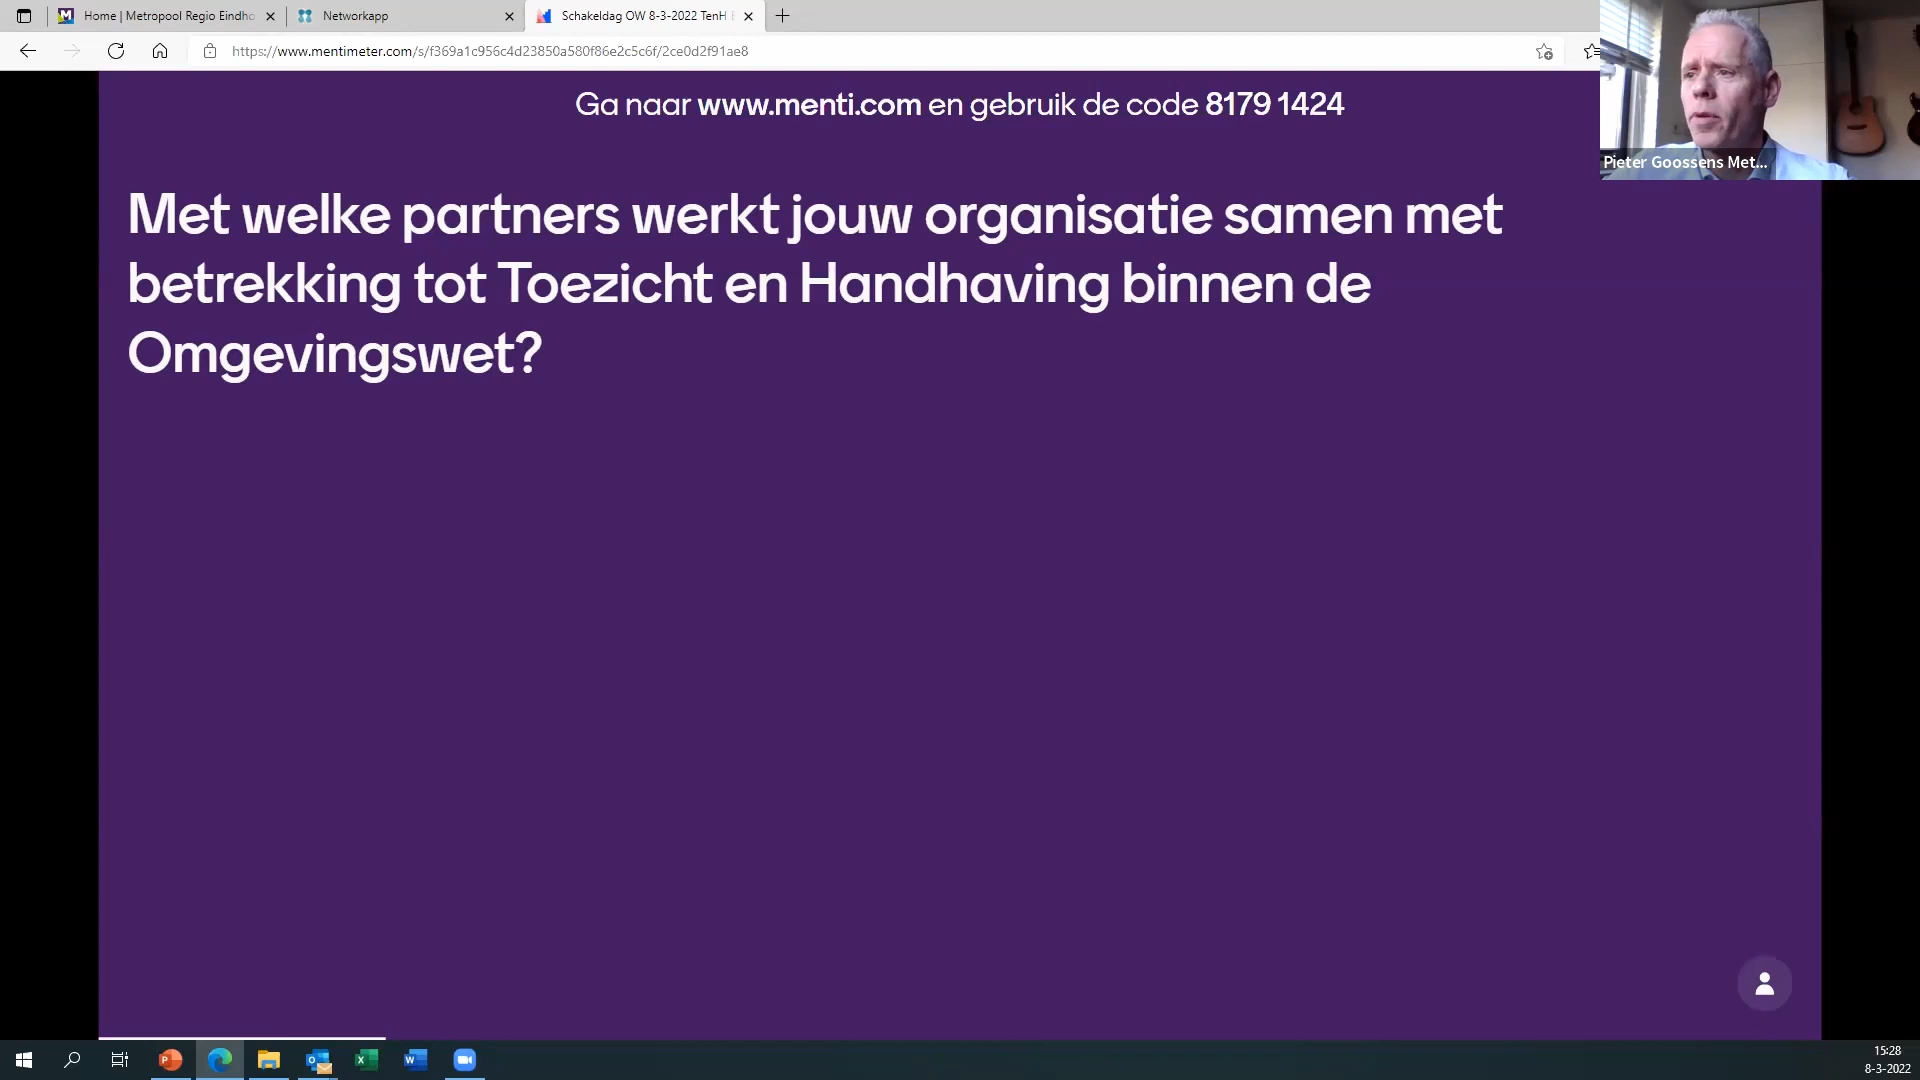 Home | Metropool Regio Eindho
Networkapp
Schakeldag OW 8-3-2022 TenH
https://www.mentimeter.com/s/f369a1c956c4d23850a580f86e2c5c6f/2ce0d2f91ae8
Ga naar www.menti.com en gebruik de code 8179 1424
Pieter Goossens Met...
Met welke partners werkt jouw organisatie samen met
betrekking tot Toezicht en Handhaving binnen de
Omgevingswet?
15:28
8-3-2022